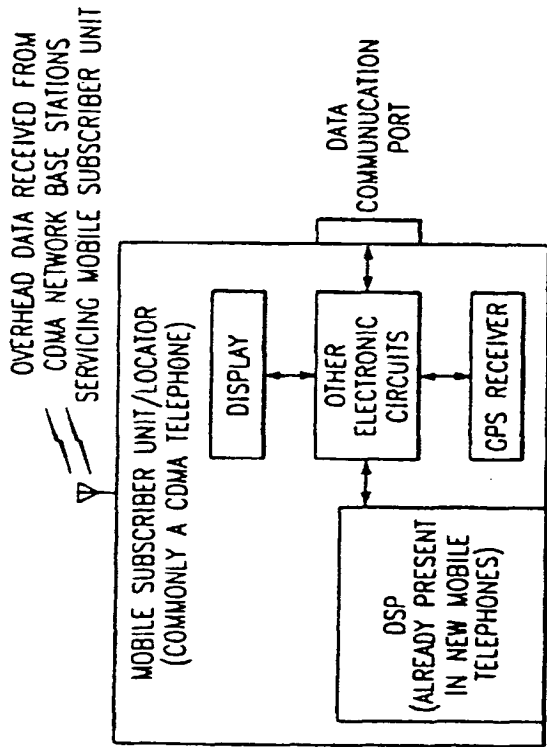 OVERHEAD DATA RECEIVED FROM
CDMA NETWORK BASE STATIONS
SERVICING MOBILE SUBSCRIBER UNIT
MOBILE SUBSCRIBER UNIT/LOCATOR
(COMMONLY A CDMA TELEPHONE)
DISPLAY
OTHER
ELECTRONIC
CIRCUITS
DATA
COMMUNUCATION
PORT
GPS RECEIVER
DSP
(ALREADY PRESENT
IN NEW MOBILE
TELEPHONES)